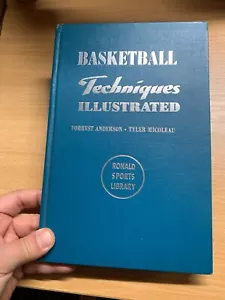 BASKETBALL
Techniques
ILLUSTRATED
FORREST ANDERSON - TYLER MICOLEAU
RONALD
SPORTS
LIBRARY